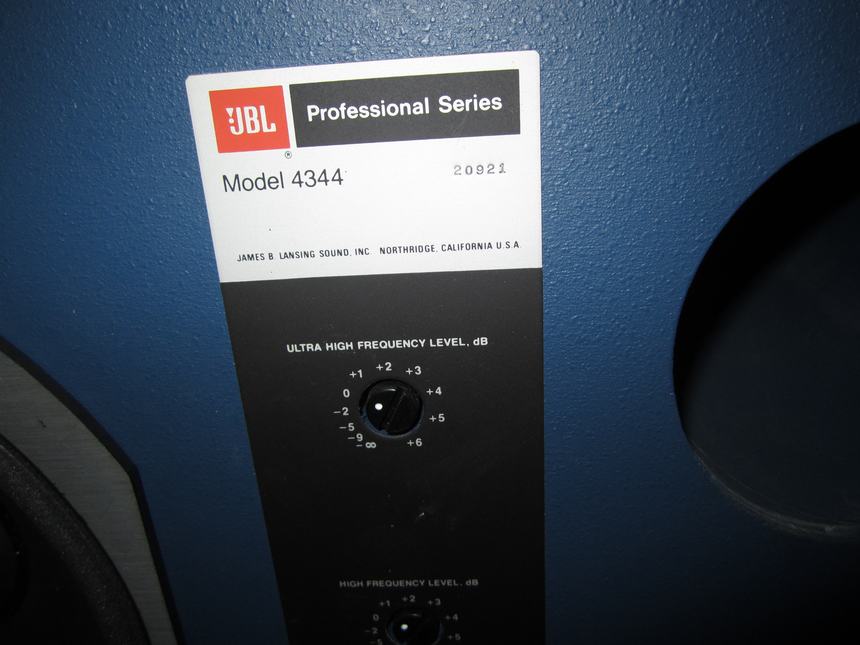 JBL Professional Series
®
Model 4344 20921
JAMES B. LANSING SOUND, INC. NORTHRIDGE, CALIFORNIA U.S.A.
ULTRA HIGH FREQUENCY LEVEL, dB
+1 +2 +3
0 +4
-2 +5
-5
-9
-∞ +6
HIGH FREQUENCY LEVEL, dB
+1 +2 +3
0 +4
-2 +5
-5